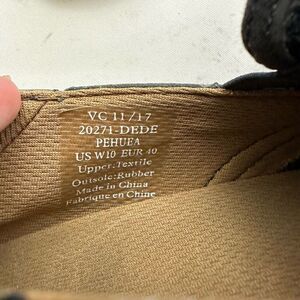 VC 11/17
20271-DEDE
PEHUEA
US W10 EUR 40
Upper:Textile
Outsole:Rubber
Made in China
Fabrique en Chine